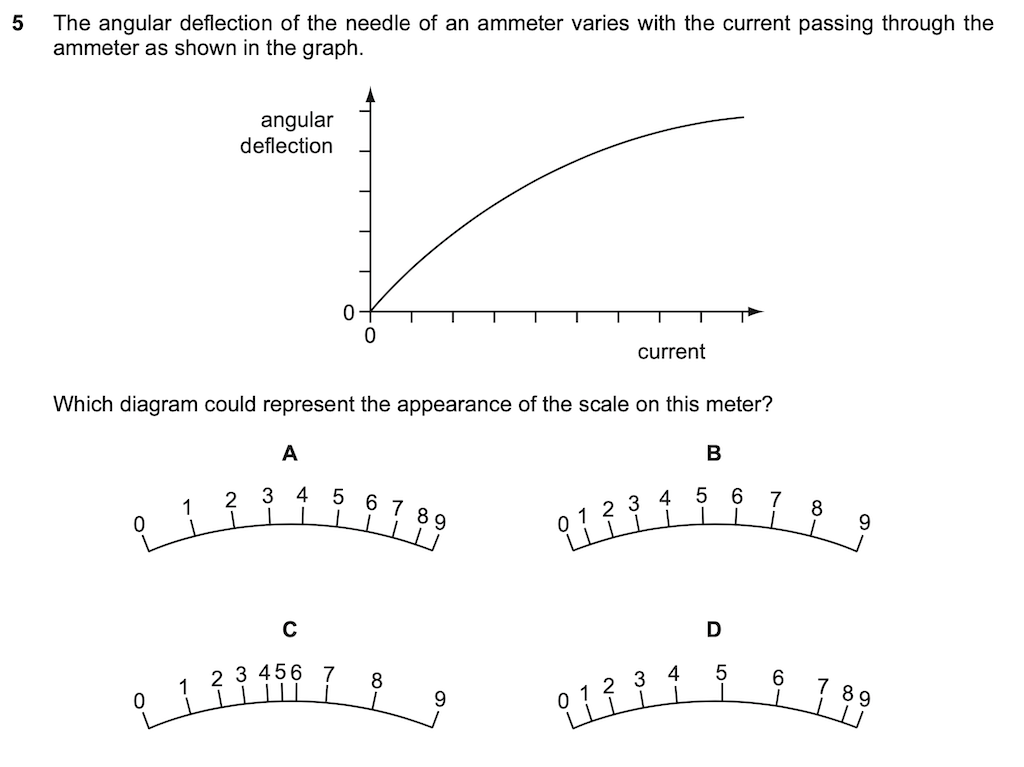 5 The angular deflection of the needle of an ammeter varies with the current passing through the
ammeter as shown in the graph.
angular
deflection
0
0
current
Which diagram could represent the appearance of the scale on this meter?
A
B
0 1 2 3 4 5 6 7 8 9
0 1 2 3 4 5 6 7 8 9
C
D
0 1 2 3 4 5 6 7 8 9
0 1 2 3 4 5 6 7 8 9